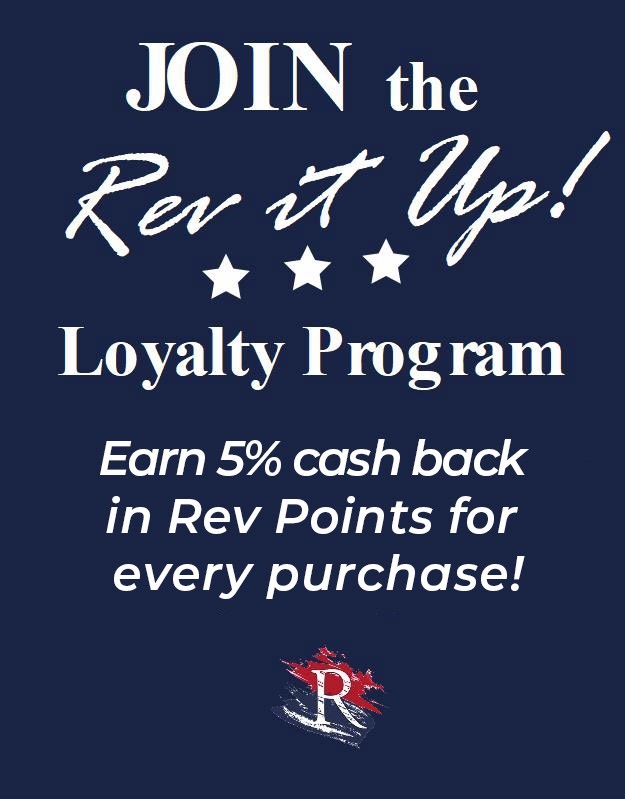 JOIN the
Rev it Up!
Loyalty Program
Earn 5% cash back
in Rev Points for
every purchase!
R